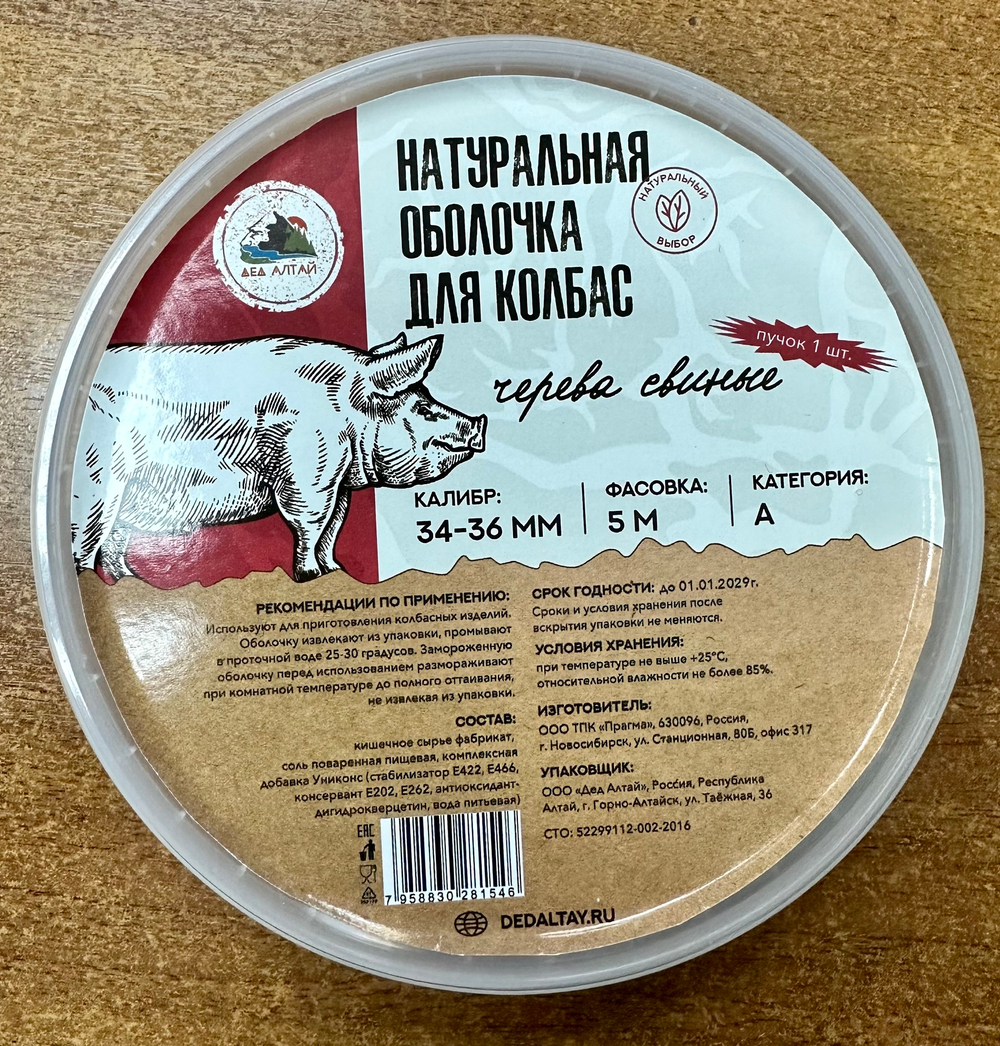 НАТУРАЛЬНАЯ
ОБОЛОЧКА
ДЛЯ КОЛБАС
НАТУРАЛЬНЫЙ
ВЫБОР
ДЕД АЛТАЙ
пучок 1 шт.
черева свиные
КАЛИБР:
34-36 ММ
ФАСОВКА:
5 М
КАТЕГОРИЯ:
А
РЕКОМЕНДАЦИИ ПО ПРИМЕНЕНИЮ:
Используют для приготовления колбасных изделий.
Оболочку извлекают из упаковки, промывают
в проточной воде 25-30 градусов. Замороженную
оболочку перед использованием размораживают
при комнатной температуре до полного оттаивания,
не извлекая из упаковки.
СОСТАВ:
кишечное сырье фабрикат,
соль поваренная пищевая, комплексная
добавка Униконс (стабилизатор Е422, Е466,
консервант Е202, Е262, антиоксидант-
дигидрокверцетин, вода питьевая)
СРОК ГОДНОСТИ: до 01.01.2029г.
Сроки и условия хранения после
вскрытия упаковки не меняются.
УСЛОВИЯ ХРАНЕНИЯ:
при температуре не выше +25°С,
относительной влажности не более 85%.
ИЗГОТОВИТЕЛЬ:
ООО ТПК «Прагма», 630096, Россия,
г. Новосибирск, ул. Станционная, 80Б, офис 317
УПАКОВЩИК:
ООО «Дед Алтай», Россия, Республика
Алтай, г. Горно-Алтайск, ул. Таёжная, 36
СТО: 52299112-002-2016
ЕАС
7 958830 281546
DEDALTAY.RU